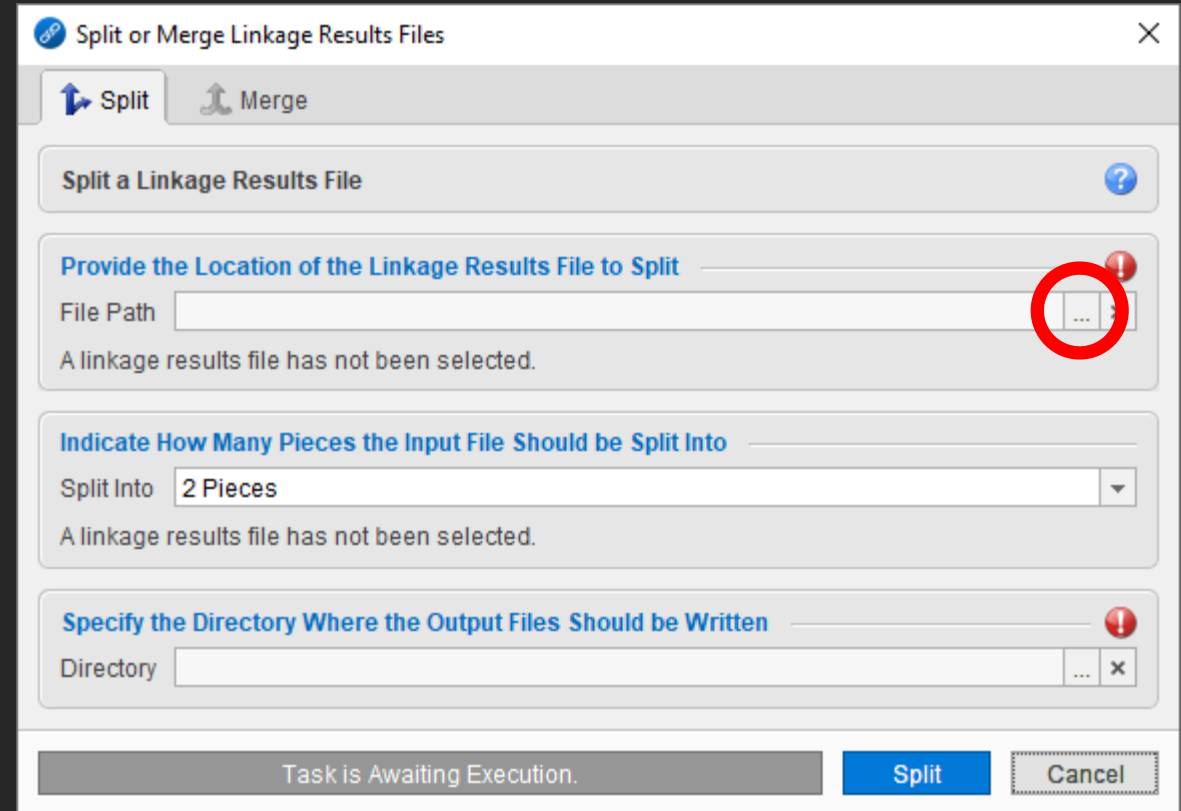 Split or Merge Linkage Results Files
Split
Merge
Split a Linkage Results File
Provide the Location of the Linkage Results File to Split
File Path
...
A linkage results file has not been selected.
Indicate How Many Pieces the Input File Should be Split Into
Split Into 2 Pieces
A linkage results file has not been selected.
Specify the Directory Where the Output Files Should be Written
Directory
...
Task is Awaiting Execution.
Split
Cancel